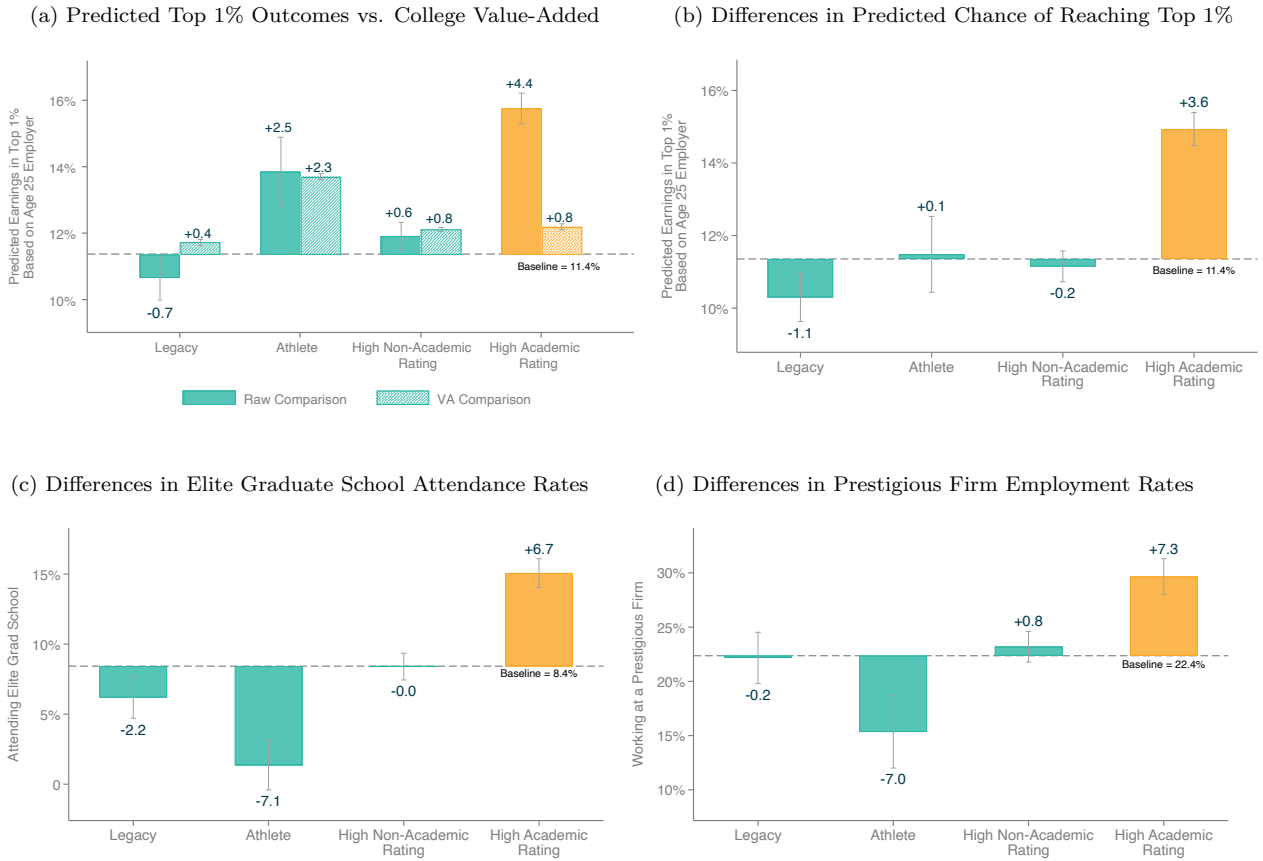 (a) Predicted Top 1% Outcomes vs. College Value-Added
Predicted Earnings in Top 1%
Based on Age 25 Employer
16%
14%
12%
10%
-0.7
+0.4
+2.5
+2.3
+0.6
+0.8
+4.4
+0.8
Baseline = 11.4%
Legacy
Athlete
High Non-Academic
Rating
High Academic
Rating
Raw Comparison
VA Comparison
(b) Differences in Predicted Chance of Reaching Top 1%
Predicted Earnings in Top 1%
Based on Age 25 Employer
16%
14%
12%
10%
-1.1
+0.1
-0.2
+3.6
Baseline = 11.4%
Legacy
Athlete
High Non-Academic
Rating
High Academic
Rating
(c) Differences in Elite Graduate School Attendance Rates
Attending Elite Grad School
15%
10%
5%
0
-2.2
-7.1
-0.0
+6.7
Baseline = 8.4%
Legacy
Athlete
High Non-Academic
Rating
High Academic
Rating
(d) Differences in Prestigious Firm Employment Rates
Working at a Prestigious Firm
30%
25%
20%
15%
10%
-0.2
-7.0
+0.8
+7.3
Baseline = 22.4%
Legacy
Athlete
High Non-Academic
Rating
High Academic
Rating